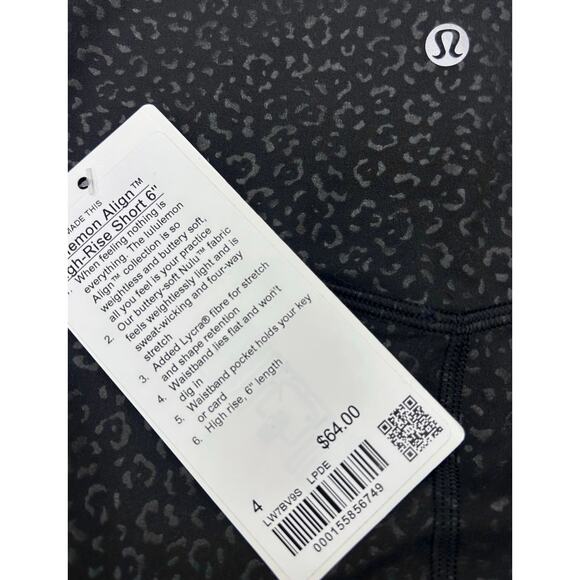 MADE THIS
lemon Align™
gh-Rise Short 6"
1. When feeling nothing is
everything. The lululemon
Align™ collection is so
weightless and buttery soft,
all you feel is your practice
2. Our buttery-soft Nulu™ fabric
feels weightlessly light and is
sweat-wicking and four-way
stretch
3. Added Lycra® fibre for stretch
and shape retention
4. Waistband lies flat and won't
dig in
5. Waistband pocket holds your key
or card
6. High rise, 6" length
$64.00
4
LW7BV9S LPDE
000155856749